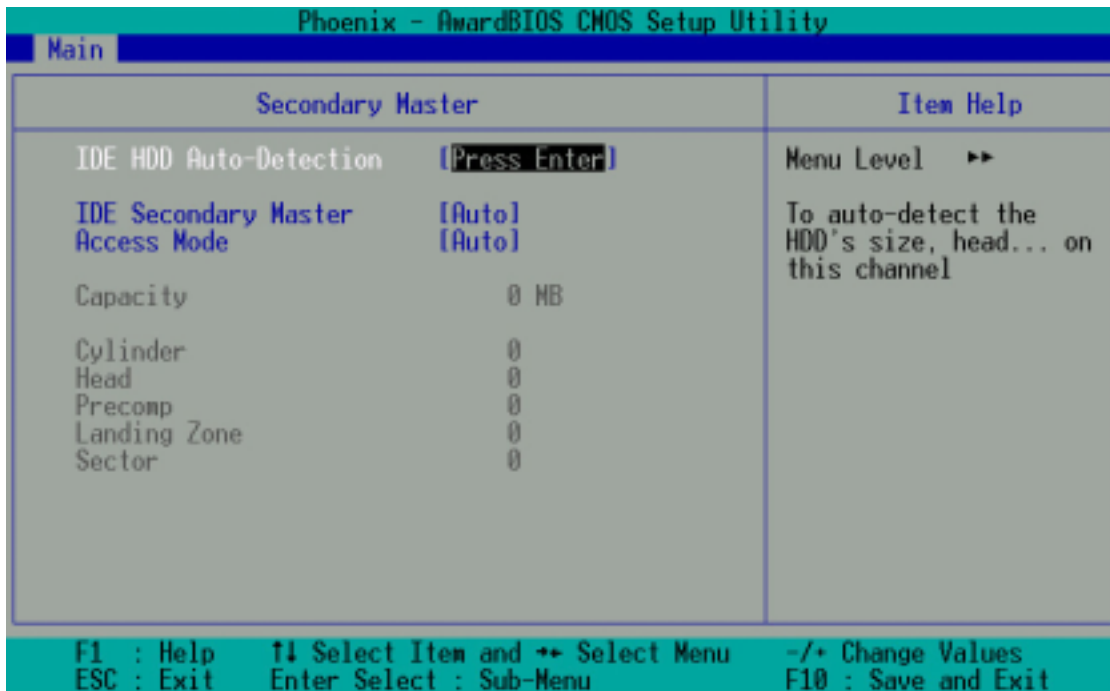 Phoenix - AwardBIOS CMOS Setup Utility
Main
Secondary Master
Item Help
IDE HDD Auto-Detection [Press Enter]
IDE Secondary Master [Auto]
Access Mode [Auto]
Capacity 0 MB
Cylinder 0
Head 0
Precomp 0
Landing Zone 0
Sector 0
Menu Level ▸▸
To auto-detect the
HDD's size, head... on
this channel
F1 : Help ↑↓ Select Item and →← Select Menu -/+ Change Values
ESC : Exit Enter Select : Sub-Menu F10 : Save and Exit